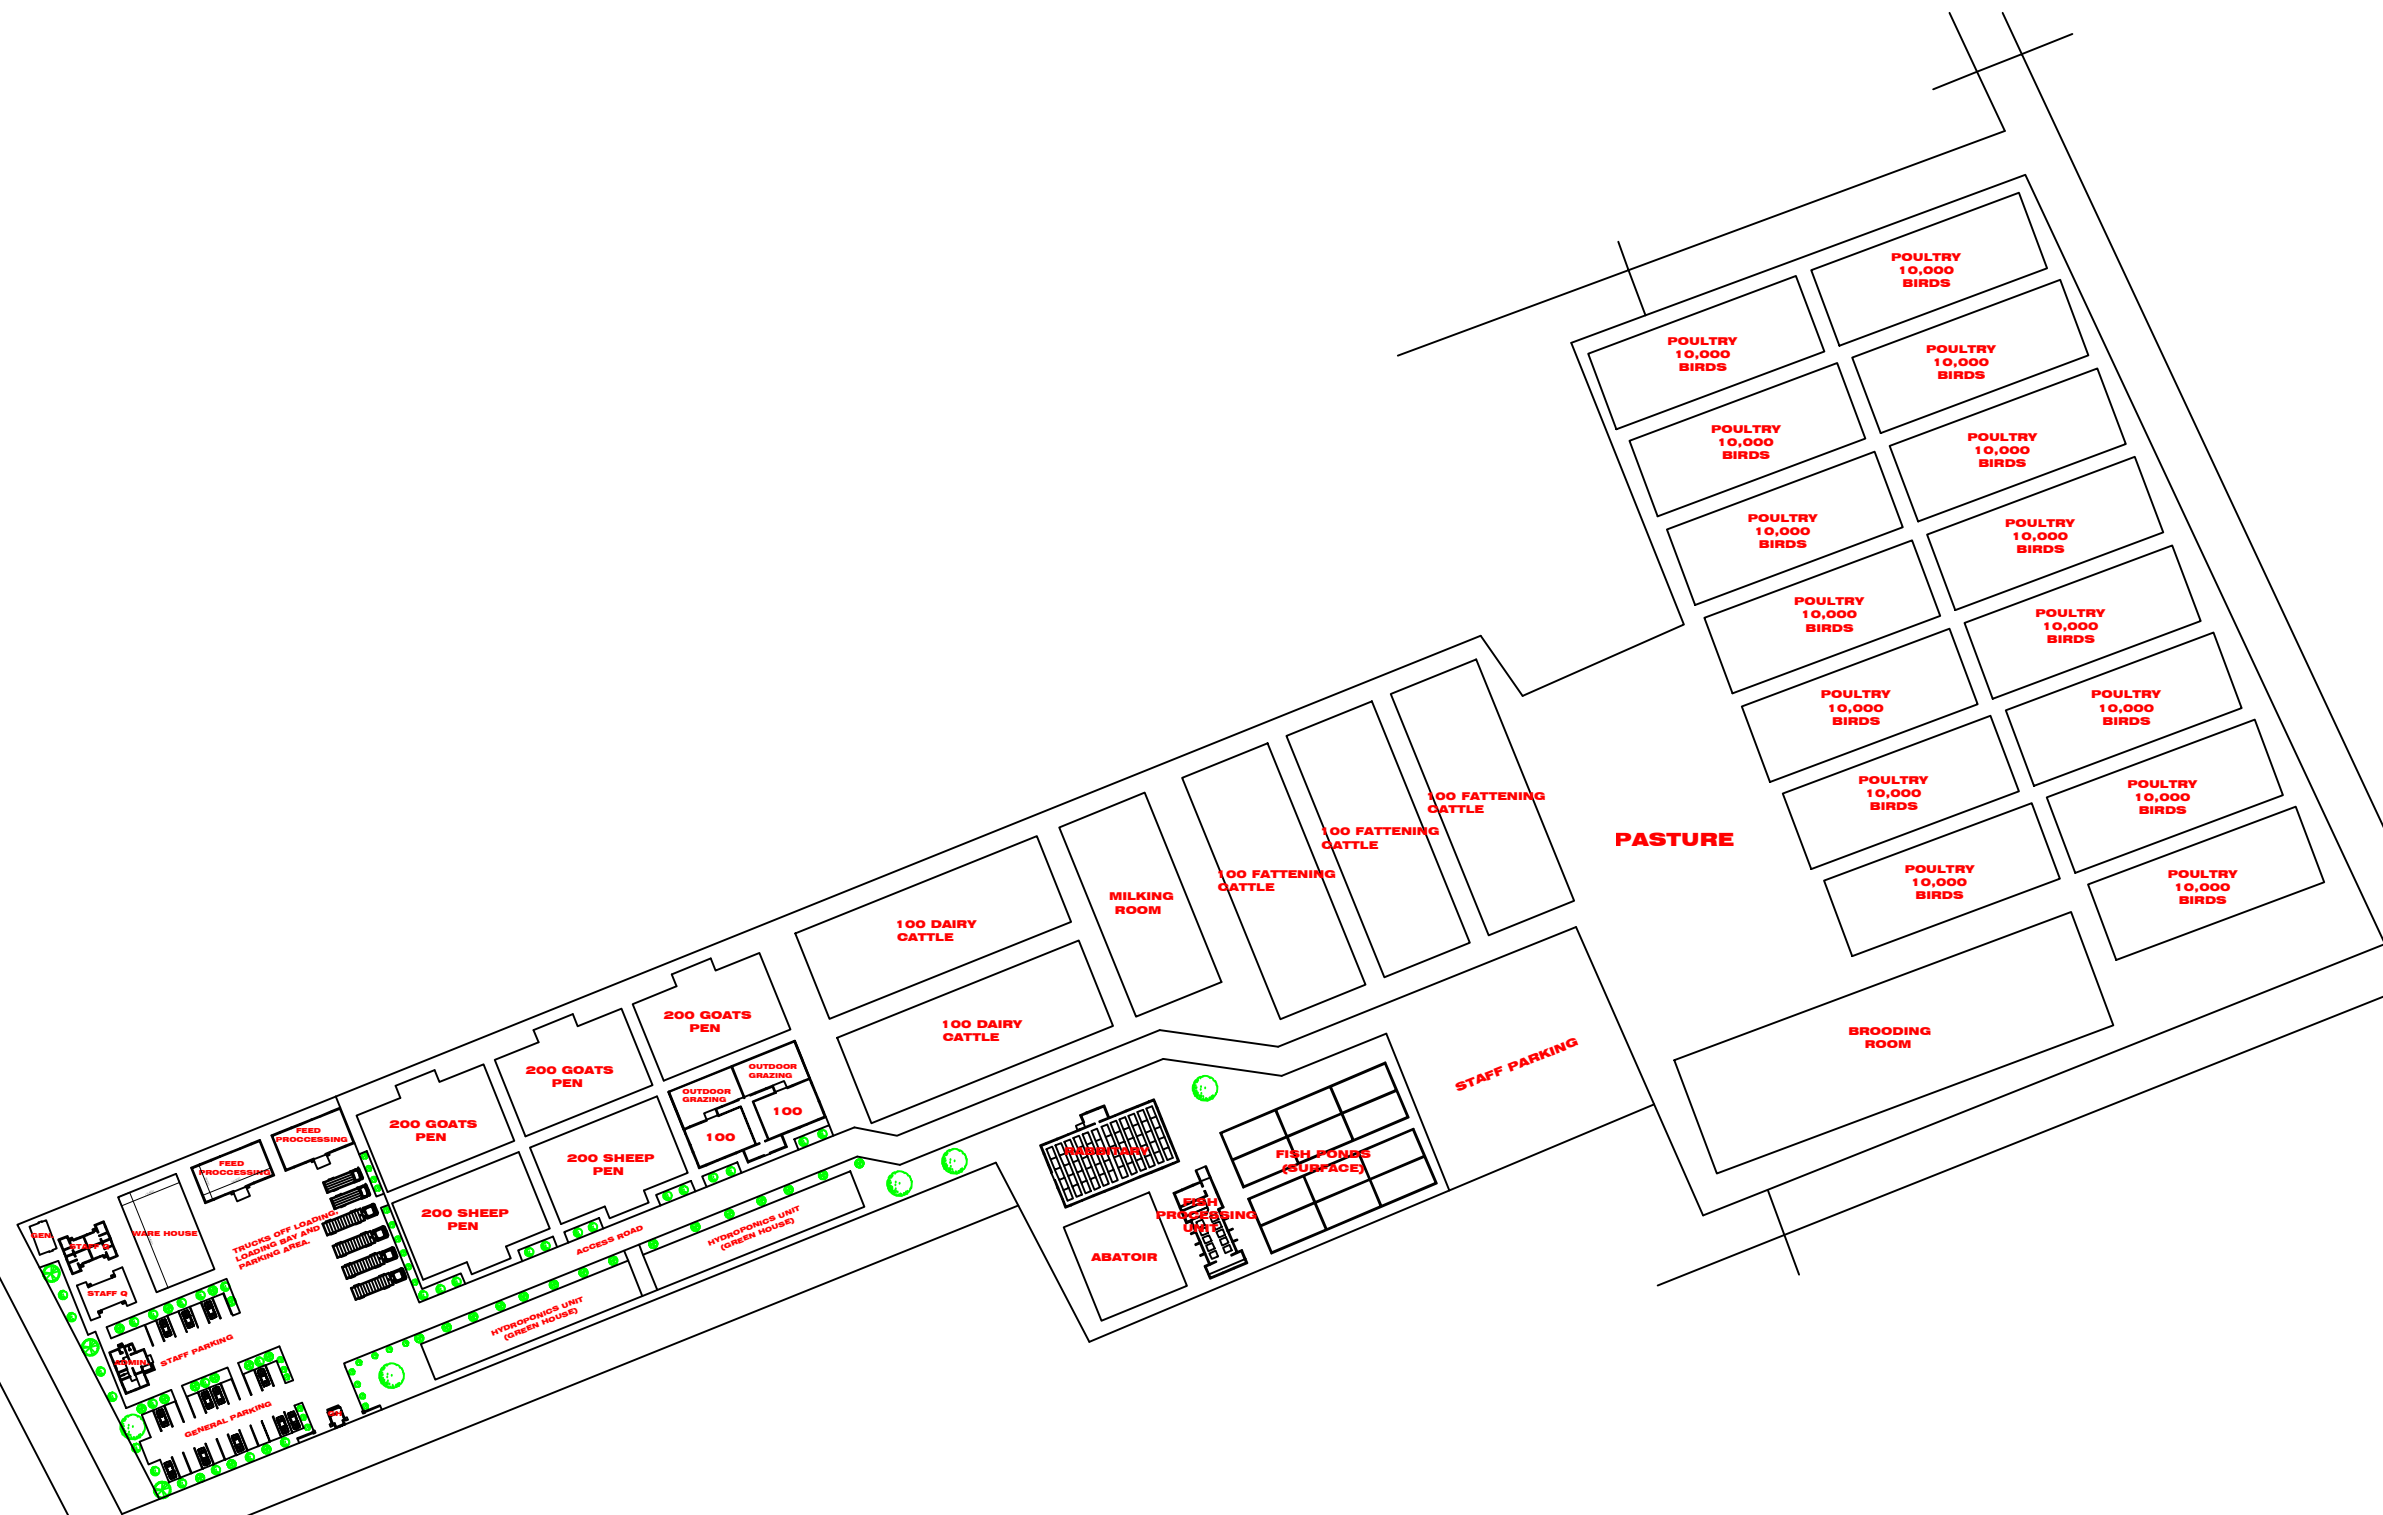 POULTRY
10,000
BIRDS
POULTRY
10,000
BIRDS
POULTRY
10,000
BIRDS
POULTRY
10,000
BIRDS
POULTRY
10,000
BIRDS
POULTRY
10,000
BIRDS
POULTRY
10,000
BIRDS
POULTRY
10,000
BIRDS
POULTRY
10,000
BIRDS
POULTRY
10,000
BIRDS
POULTRY
10,000
BIRDS
POULTRY
10,000
BIRDS
POULTRY
10,000
BIRDS
POULTRY
10,000
BIRDS
POULTRY
10,000
BIRDS
BROODING
ROOM
PASTURE
100 FATTENING
CATTLE
100 FATTENING
CATTLE
100 FATTENING
CATTLE
MILKING
ROOM
100 DAIRY
CATTLE
100 DAIRY
CATTLE
STAFF PARKING
200 GOATS
PEN
200 GOATS
PEN
200 GOATS
PEN
OUTDOOR
GRAZING
OUTDOOR
GRAZING
100
100
200 SHEEP
PEN
200 SHEEP
PEN
RABBITARY
FISH PONDS
(SURFACE)
FISH
PROCESSING
UNIT
ABATOIR
FEED
PROCCESSING
FEED
PROCCESSING
WARE HOUSE
TRUCKS OFF LOADING,
LOADING BAY AND
PARKING AREA.
GEN.
STAFF Q
STAFF Q
ACCESS ROAD
HYDROPONICS UNIT
(GREEN HOUSE)
HYDROPONICS UNIT
(GREEN HOUSE)
STAFF PARKING
ADMIN.
GENERAL PARKING